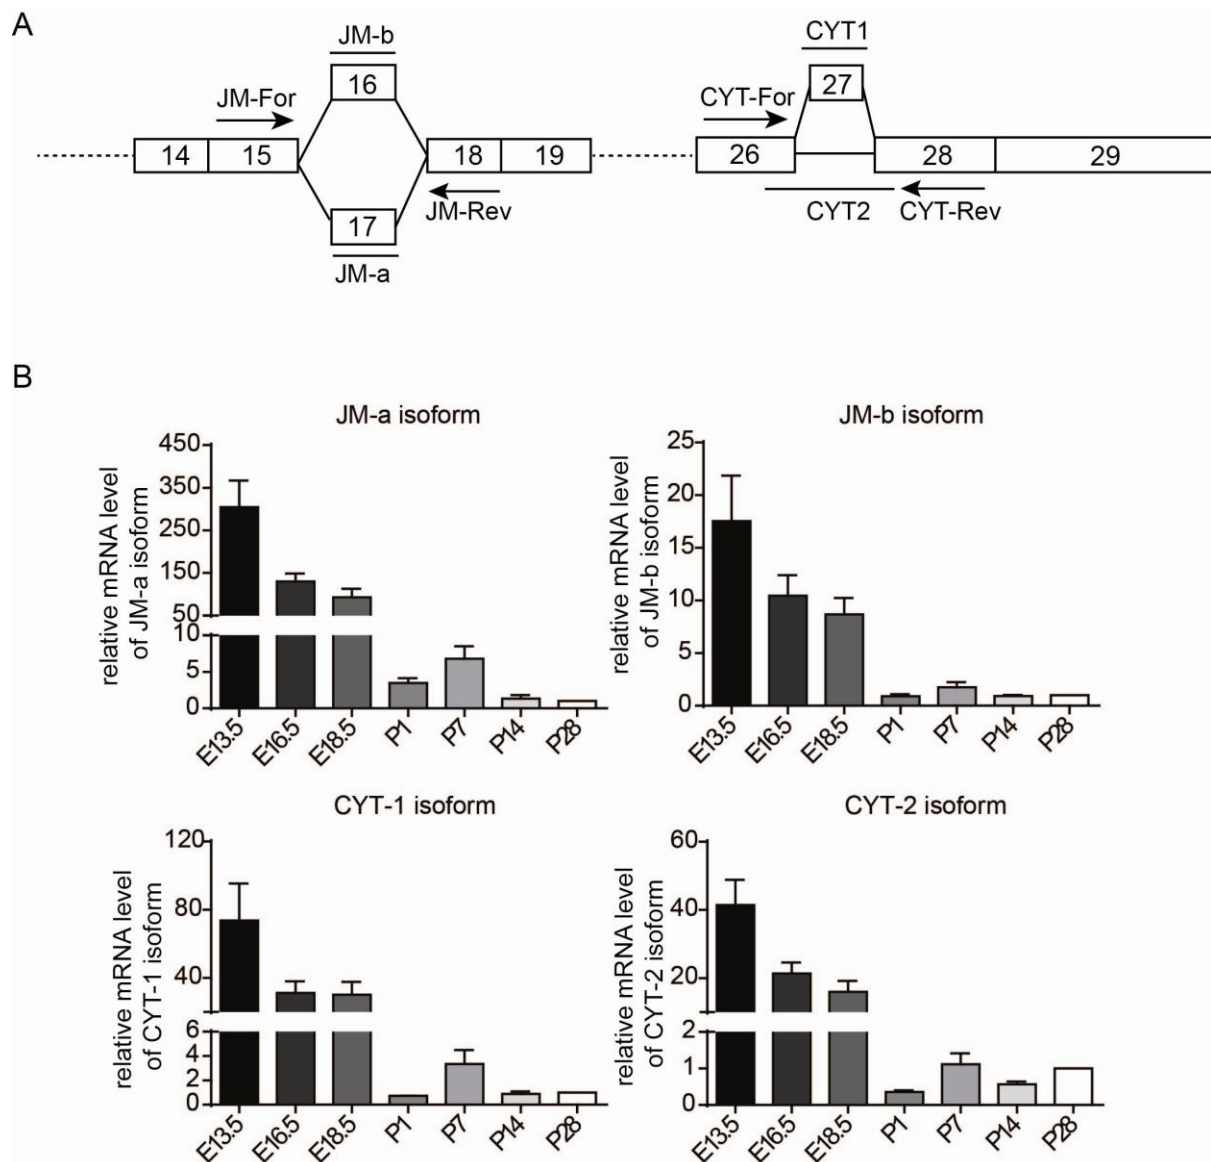 A
JM-b
CYT1
16
27
JM-For
CYT-For
14 15 18 19 26 28 29
JM-Rev
CYT2 CYT-Rev
17
JM-a
B
JM-a isoform
relative mRNA level
of JM-a isoform
450
350
250
150
50
10
5
0
E13.5 E16.5 E18.5 P1 P7 P14 P28
JM-b isoform
relative mRNA level
of JM-b isoform
25
20
15
10
5
0
E13.5 E16.5 E18.5 P1 P7 P14 P28
CYT-1 isoform
relative mRNA level
of CYT-1 isoform
120
80
40
6
4
2
0
E13.5 E16.5 E18.5 P1 P7 P14 P28
CYT-2 isoform
relative mRNA level
of CYT-2 isoform
60
40
20
2
1
0
E13.5 E16.5 E18.5 P1 P7 P14 P28